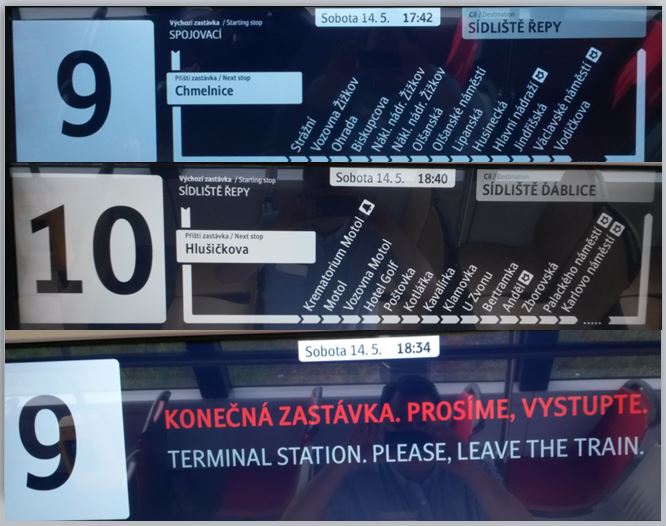 Sobota 14. 5. 17:42
9
Výchozí zastávka / Starting stop
SPOJOVACÍ
Cíl / Destination
SÍDLIŠTĚ ŘEPY
Příští zastávka / Next stop
Chmelnice
Strážní
Vozovna Žižkov
Ohrada
Biskupcova
Nákl. nádr. Žižkov
Nákl. nádr. Žižkov
Olšanská
Olšanské náměstí
Lipanská
Husinecká
Hlavní nádraží
Jindřišská
Václavské náměstí
Vodičkova
Sobota 14. 5. 18:40
10
Výchozí zastávka / Starting stop
SÍDLIŠTĚ ŘEPY
Cíl / Destination
SÍDLIŠTĚ ĎÁBLICE
Příští zastávka / Next stop
Hlušičkova
Krematorium Motol
Motol
Vozovna Motol
Hotel Golf
Poštovka
Kotlářka
Kavalírka
Klamovka
U Zvonu
Bertramka
Anděl
Zborovská
Palackého náměstí
Karlovo náměstí
.....
Sobota 14. 5. 18:34
9
KONEČNÁ ZASTÁVKA. PROSÍME, VYSTUPTE.
TERMINAL STATION. PLEASE, LEAVE THE TRAIN.